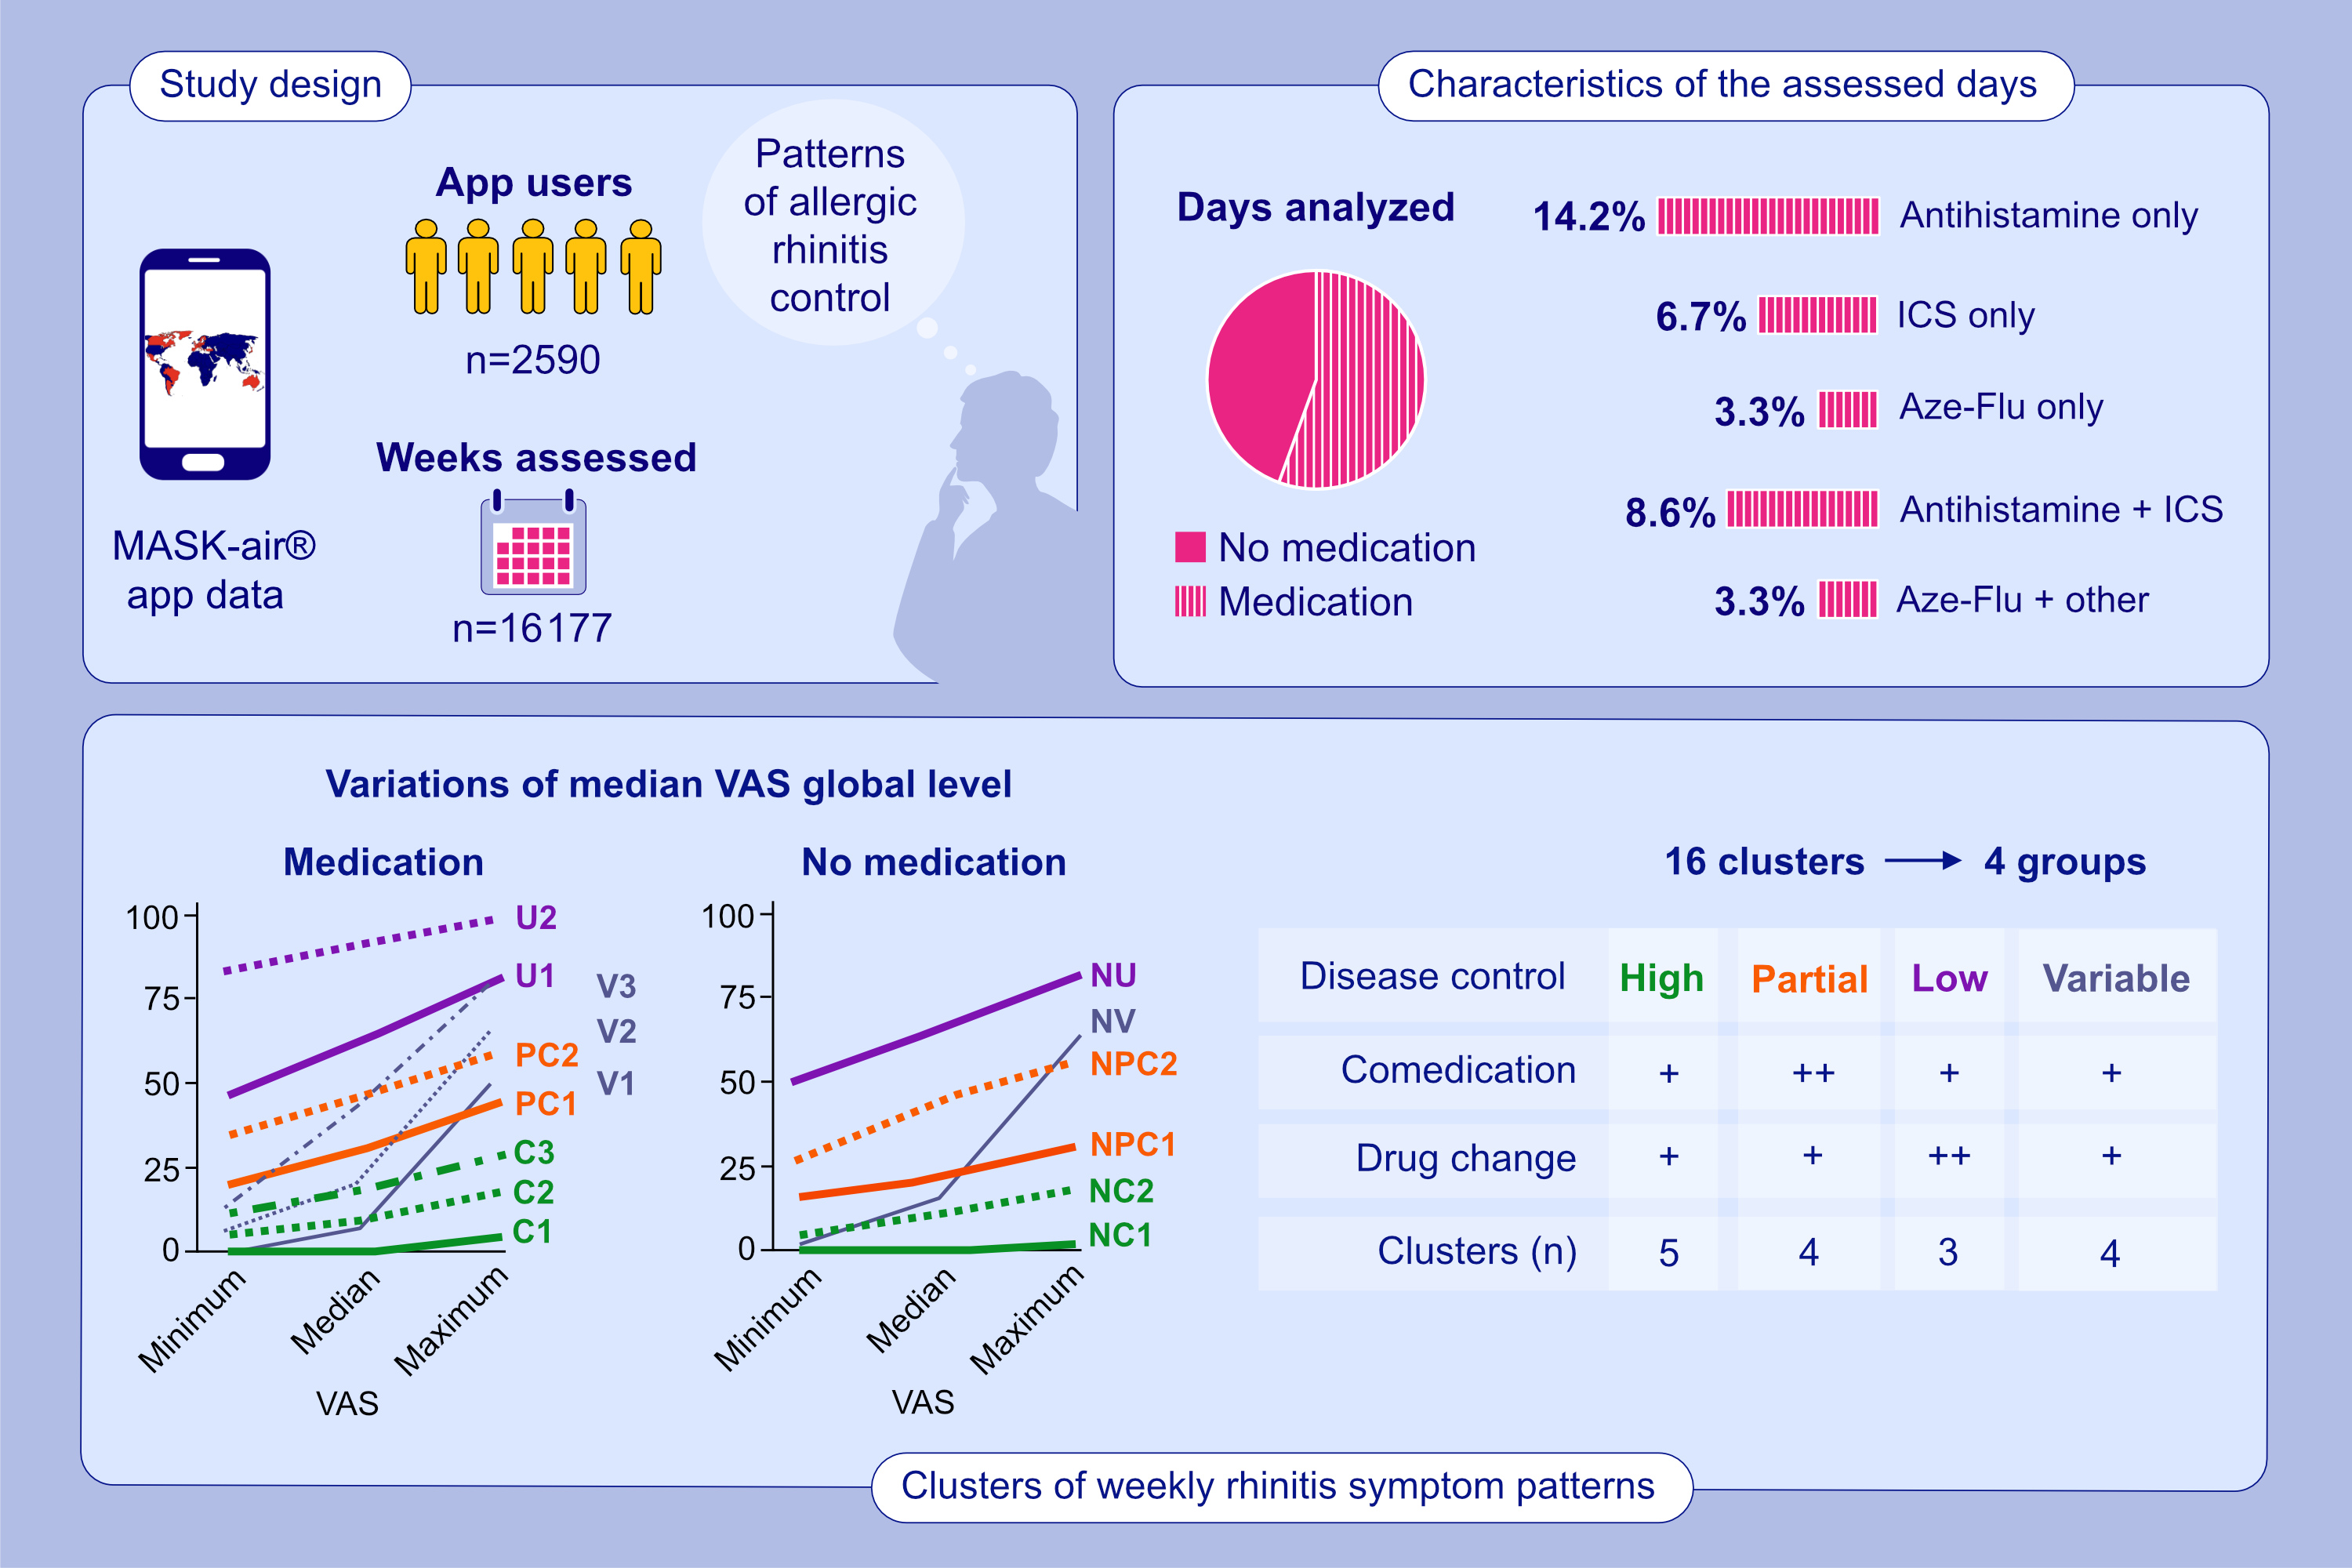 Study design
App users
n=2590
Weeks assessed
n=16177
MASK-air®
app data
Patterns
of allergic
rhinitis
control
Characteristics of the assessed days
Days analyzed
No medication
Medication
14.2% Antihistamine only
6.7% ICS only
3.3% Aze-Flu only
8.6% Antihistamine + ICS
3.3% Aze-Flu + other
Variations of median VAS global level
Medication
100
75
50
25
0
U2
U1
V3
V2
PC2
V1
PC1
C3
C2
C1
Minimum
Median
Maximum
VAS
No medication
100
75
50
25
0
NU
NV
NPC2
NPC1
NC2
NC1
Minimum
Median
Maximum
VAS
16 clusters 4 groups
Disease control High Partial Low Variable
Comedication + ++ + +
Drug change + + ++ +
Clusters (n) 5 4 3 4
Clusters of weekly rhinitis symptom patterns